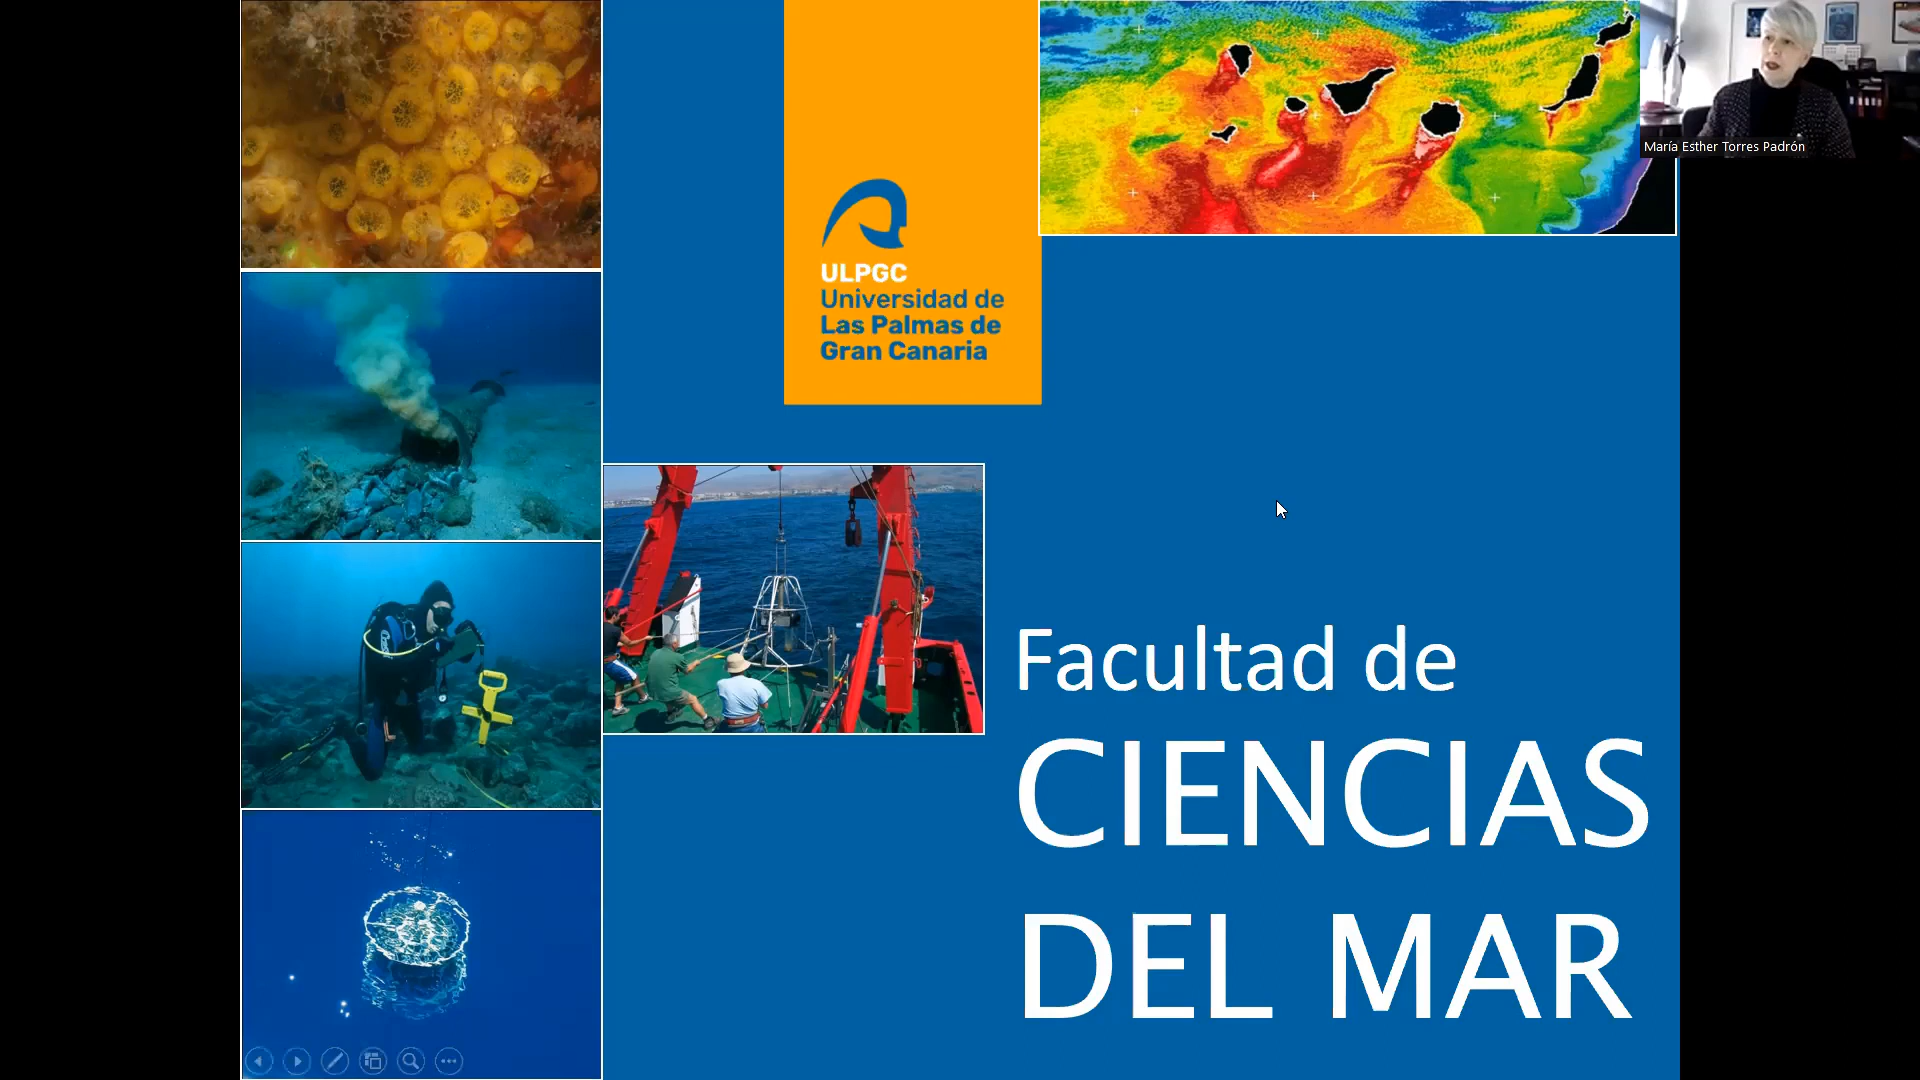 María Esther Torres Padrón
ULPGC
Universidad de
Las Palmas de
Gran Canaria
Facultad de
CIENCIAS
DEL MAR